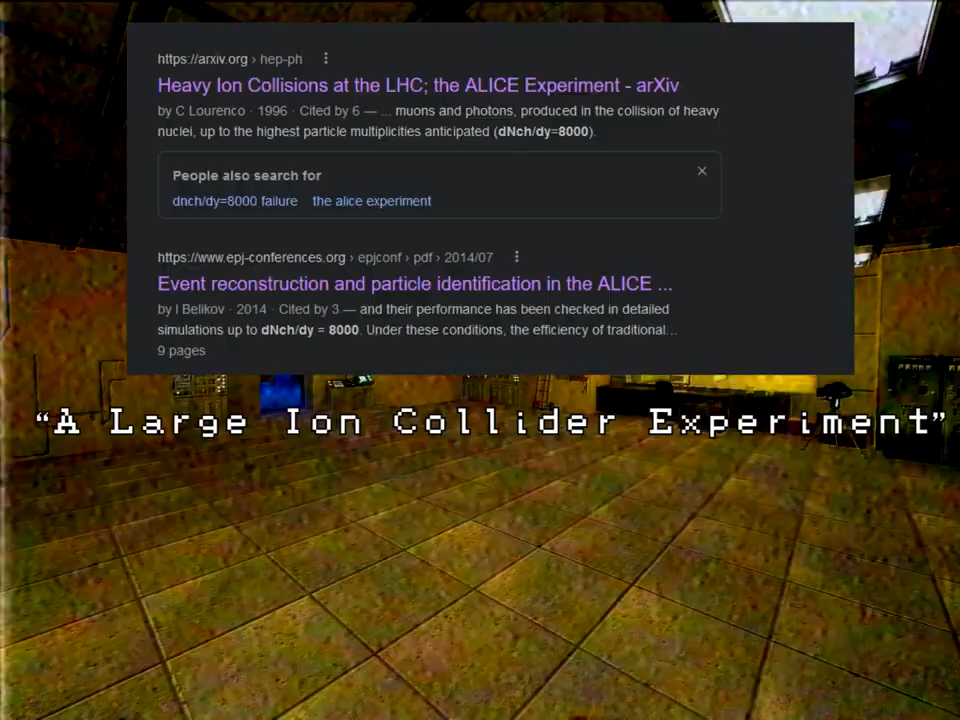 https://arxiv.org › hep-ph
Heavy Ion Collisions at the LHC; the ALICE Experiment - arXiv
by C Lourenco · 1996 · Cited by 6 — ... muons and photons, produced in the collision of heavy
nuclei, up to the highest particle multiplicities anticipated (dNch/dy=8000).
People also search for
dnch/dy=8000 failure the alice experiment
https://www.epj-conferences.org › epjconf › pdf › 2014/07
Event reconstruction and particle identification in the ALICE ...
by I Belikov · 2014 · Cited by 3 — and their performance has been checked in detailed
simulations up to dNch/dy = 8000. Under these conditions, the efficiency of traditional...
9 pages
“A Large Ion Collider Experiment”